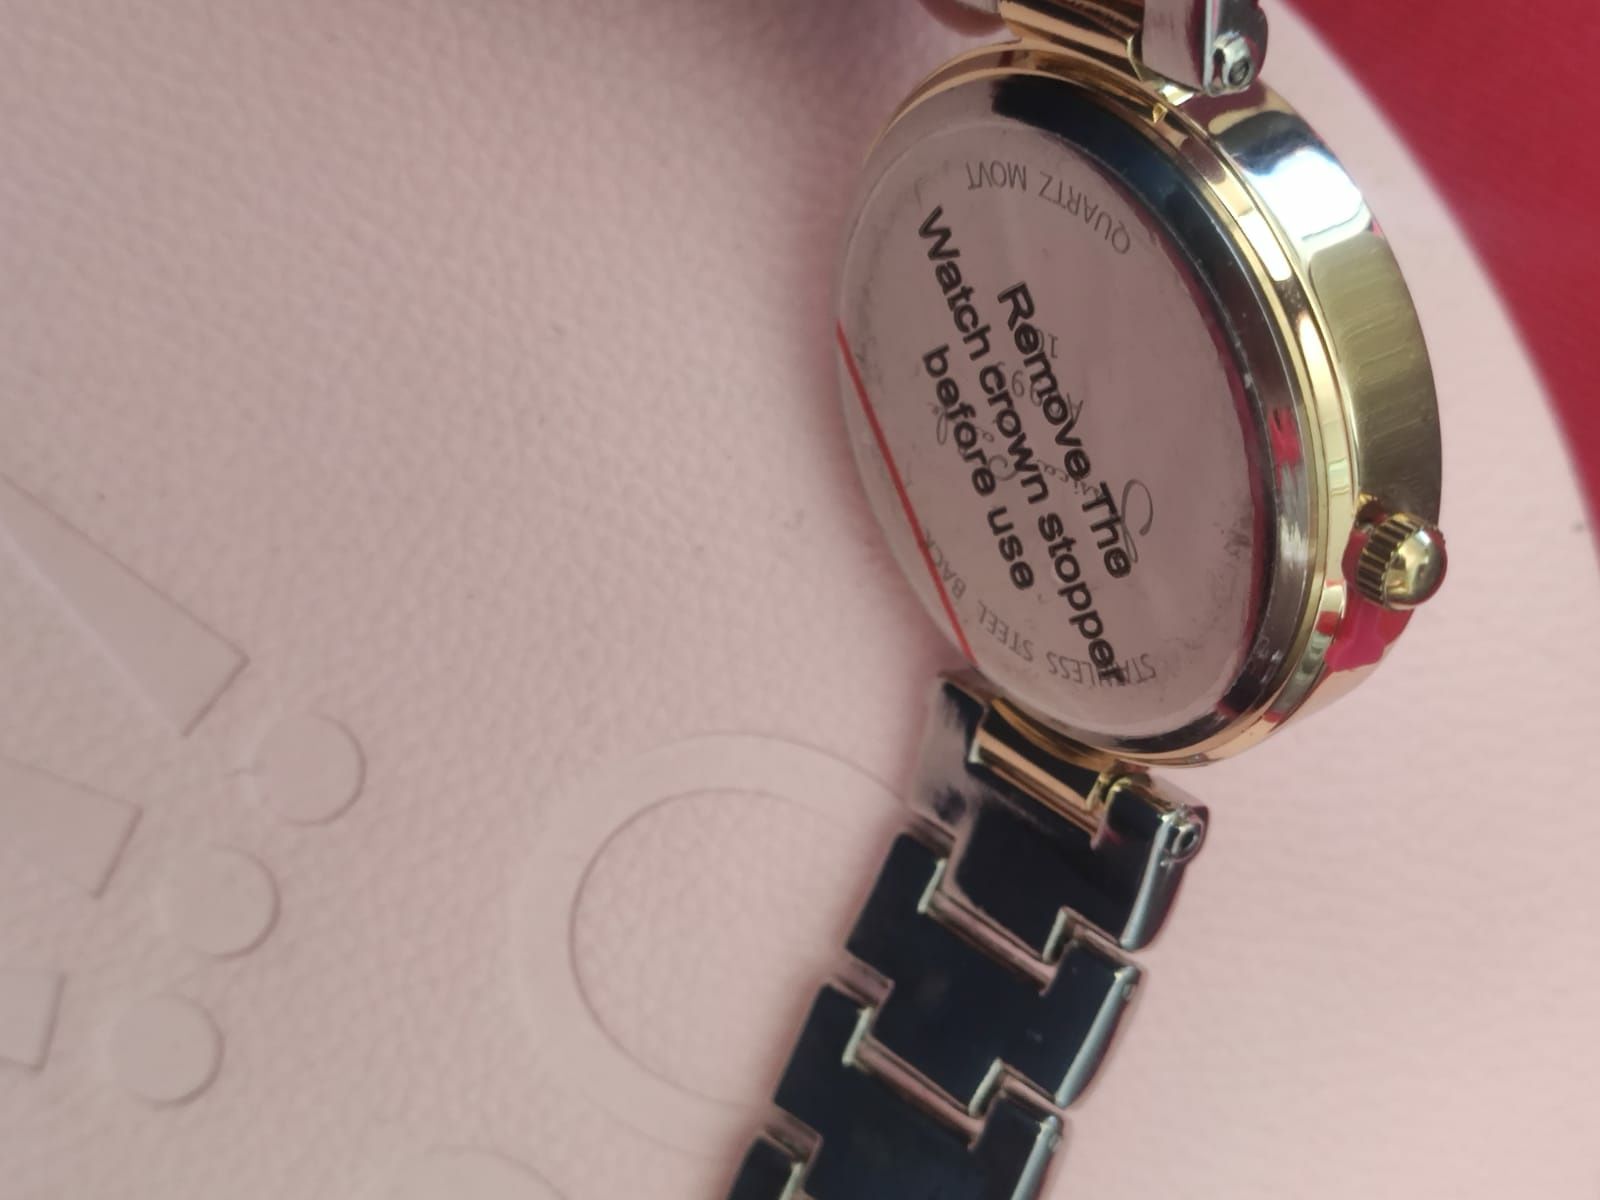 QUARTZ MOVT
Remove The
Watch crown stopper
before use
STAINLESS STEEL BACK